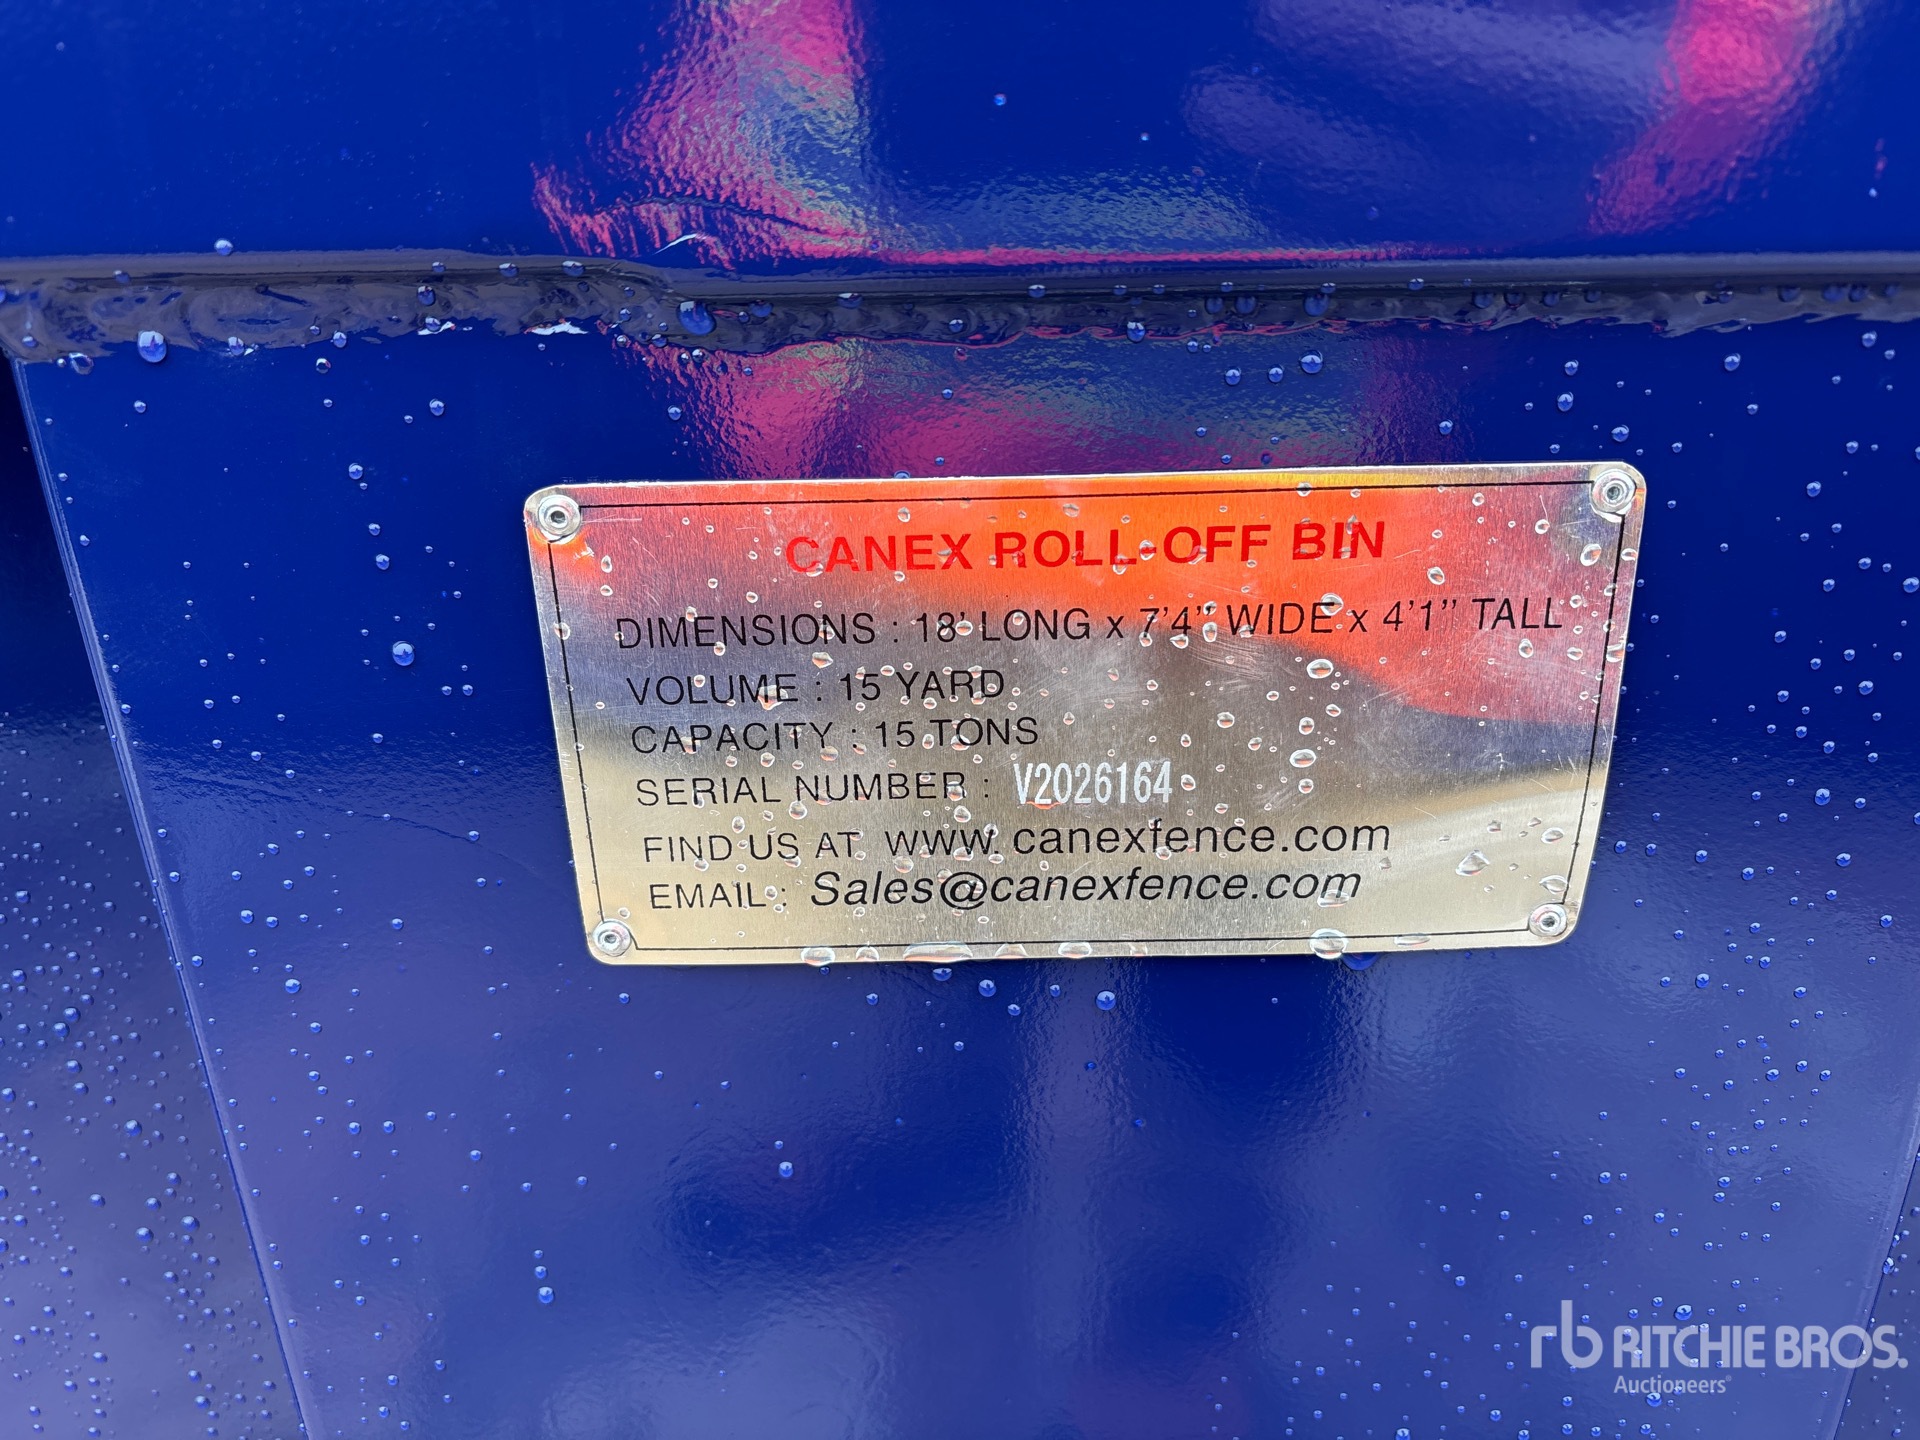 CANEX ROLL-OFF BIN
DIMENSIONS : 18' LONG x 7'4" WIDE x 4'1" TALL
VOLUME : 15 YARD
CAPACITY : 15 TONS
SERIAL NUMBER : V2026164
FIND US AT www.canexfence.com
EMAIL : Sales@canexfence.com
rb RITCHIE BROS.
Auctioneers